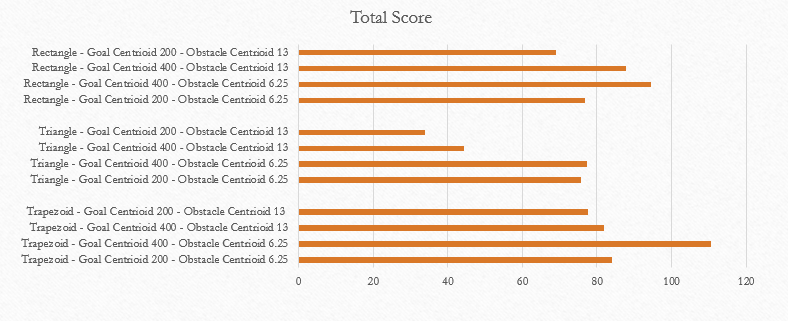 Total Score
Rectangle - Goal Centrioid 200 - Obstacle Centrioid 13
Rectangle - Goal Centrioid 400 - Obstacle Centrioid 13
Rectangle - Goal Centrioid 400 - Obstacle Centrioid 6.25
Rectangle - Goal Centrioid 200 - Obstacle Centrioid 6.25
Triangle - Goal Centrioid 200 - Obstacle Centrioid 13
Triangle - Goal Centrioid 400 - Obstacle Centrioid 13
Triangle - Goal Centrioid 400 - Obstacle Centrioid 6.25
Triangle - Goal Centrioid 200 - Obstacle Centrioid 6.25
Trapezoid - Goal Centrioid 200 - Obstacle Centrioid 13
Trapezoid - Goal Centrioid 400 - Obstacle Centrioid 13
Trapezoid - Goal Centrioid 400 - Obstacle Centrioid 6.25
Trapezoid - Goal Centrioid 200 - Obstacle Centrioid 6.25
0 20 40 60 80 100 120